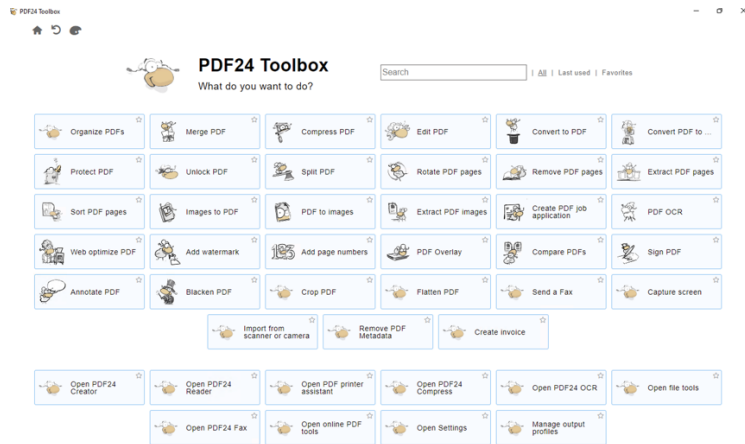 PDF24 Toolbox
PDF24 Toolbox
What do you want to do?
Search
| All | Last used | Favorites
Organize PDFs
Merge PDF
Compress PDF
Edit PDF
Convert to PDF
Convert PDF to ...
Protect PDF
Unlock PDF
Split PDF
Rotate PDF pages
Remove PDF pages
Extract PDF pages
Sort PDF pages
Images to PDF
PDF to images
Extract PDF images
Create PDF job
application
PDF OCR
Web optimize PDF
Add watermark
Add page numbers
PDF Overlay
Compare PDFs
Sign PDF
Annotate PDF
Blacken PDF
Crop PDF
Flatten PDF
Send a Fax
Capture screen
Import from
scanner or camera
Remove PDF
Metadata
Create invoice
Open PDF24
Creator
Open PDF24
Reader
Open PDF printer
assistant
Open PDF24
Compress
Open PDF24 OCR
Open file tools
Open PDF24 Fax
Open online PDF
tools
Open Settings
Manage output
profiles